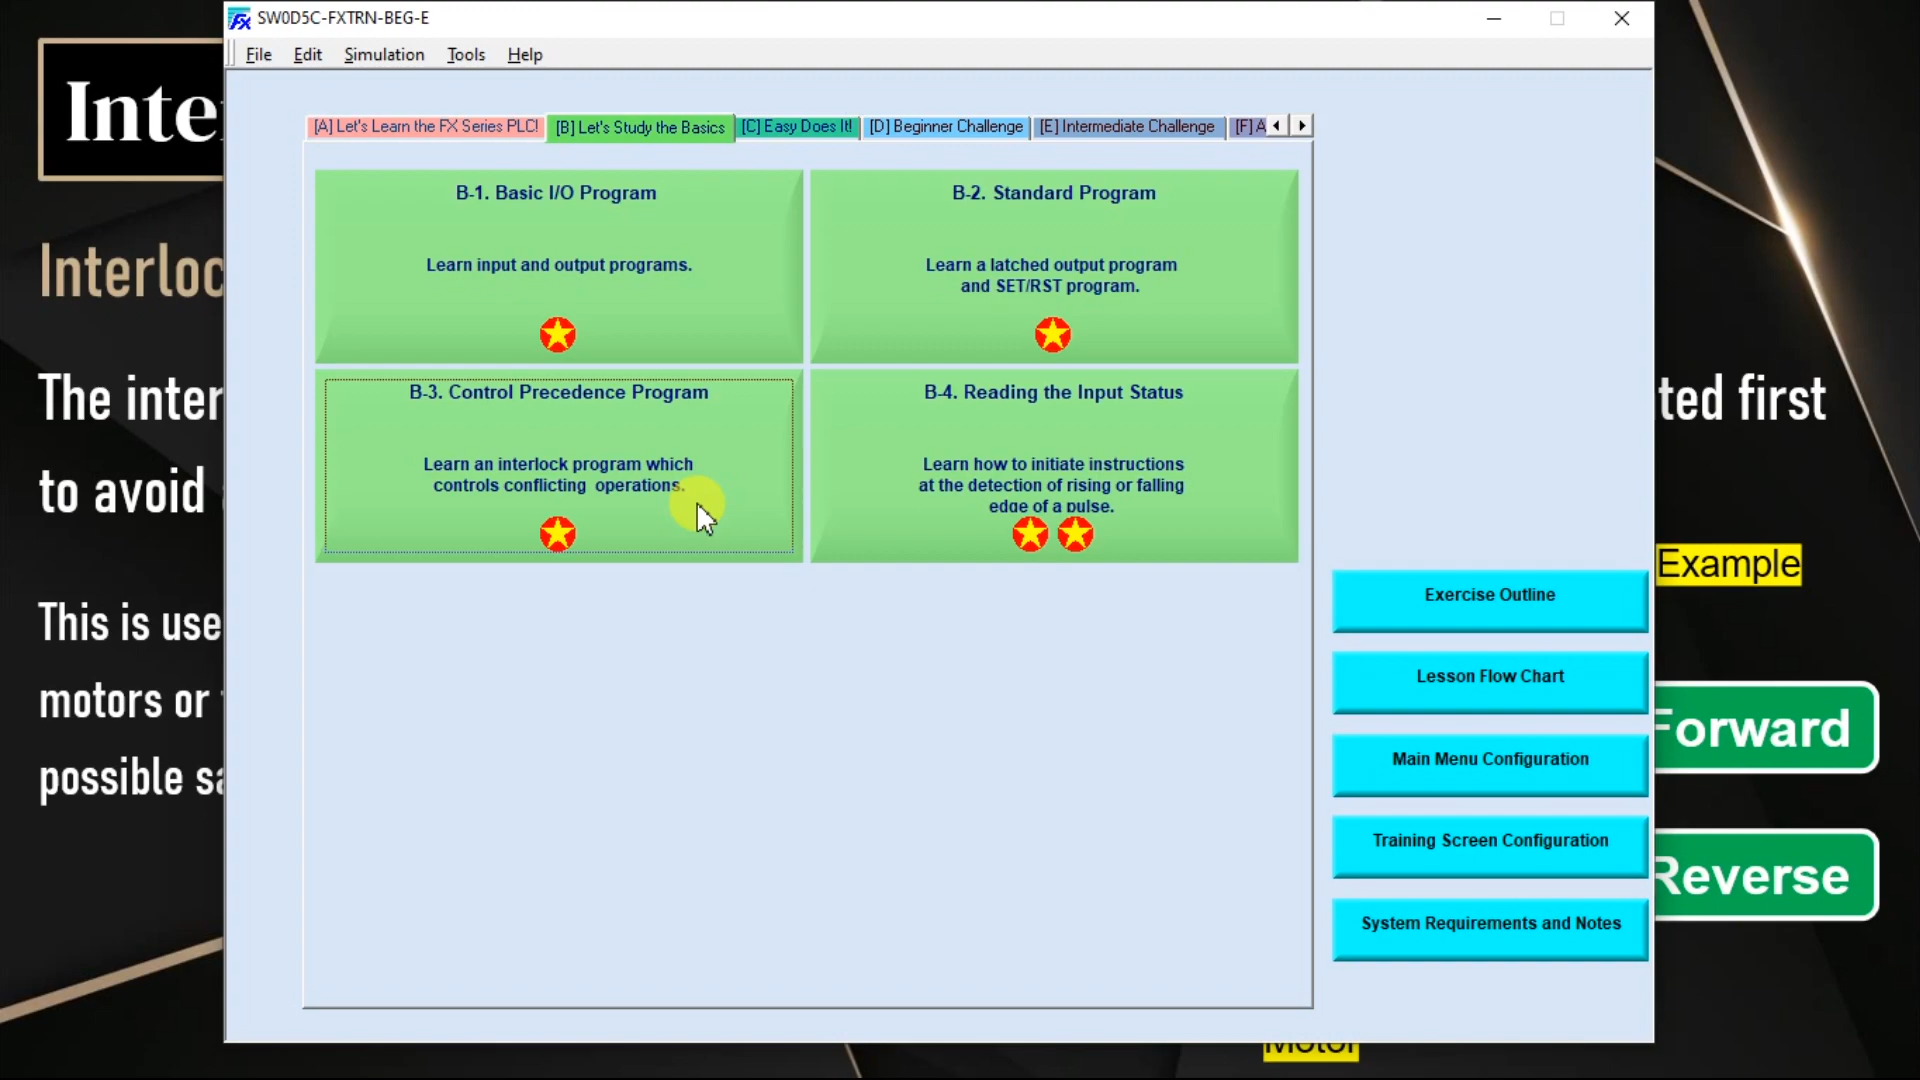 SW0D5C-FXTRN-BEG-E
File Edit Simulation Tools Help
[A] Let's Learn the FX Series PLC! [B] Let's Study the Basics [C] Easy Does It! [D] Beginner Challenge [E] Intermediate Challenge [F] A
B-1. Basic I/O Program
Learn input and output programs.
B-2. Standard Program
Learn a latched output program
and SET/RST program.
B-3. Control Precedence Program
Learn an interlock program which
controls conflicting operations.
B-4. Reading the Input Status
Learn how to initiate instructions
at the detection of rising or falling
edge of a pulse.
Exercise Outline
Lesson Flow Chart
Main Menu Configuration
Training Screen Configuration
System Requirements and Notes
Inte
Interloc
The inter
ted first
to avoid
This is use
motors or
possible sa
Example
Forward
Reverse
Motor